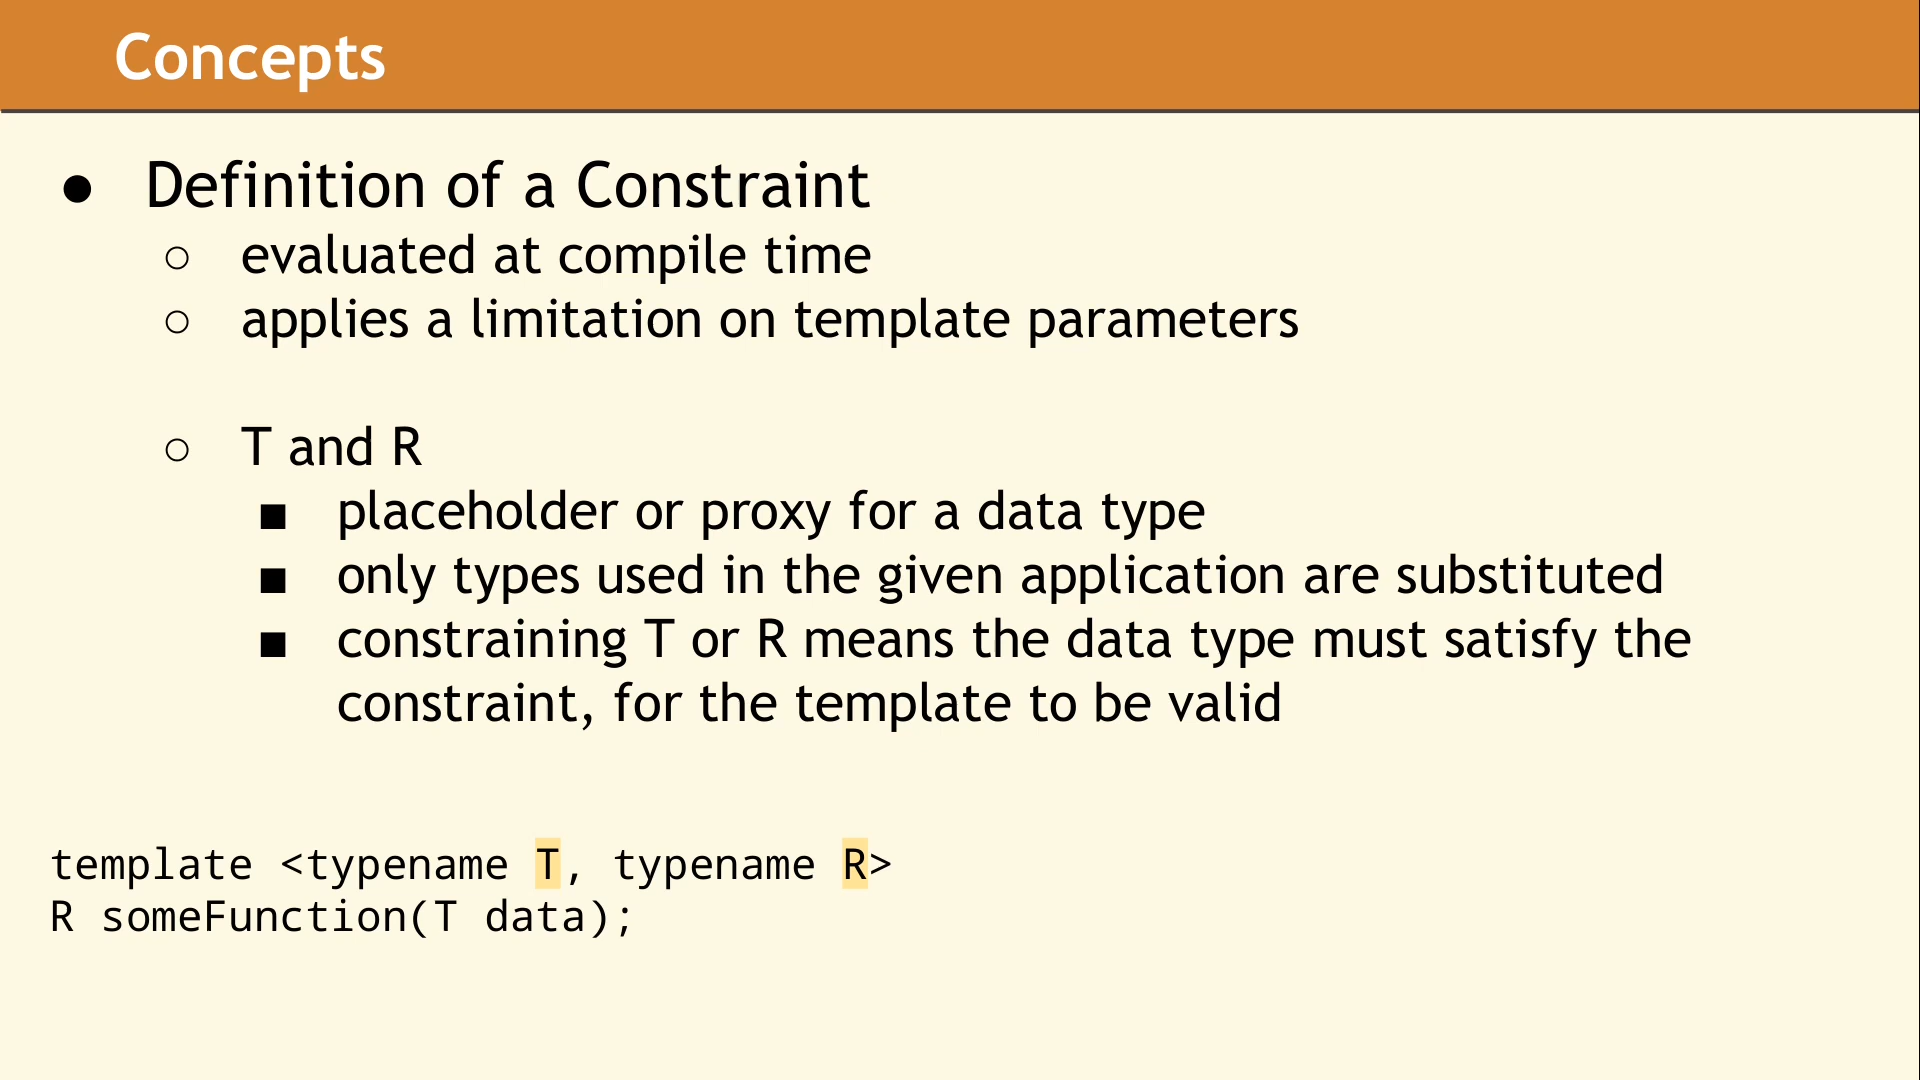 Concepts
● Definition of a Constraint
○ evaluated at compile time
○ applies a limitation on template parameters
○ T and R
■ placeholder or proxy for a data type
■ only types used in the given application are substituted
■ constraining T or R means the data type must satisfy the
constraint, for the template to be valid
template <typename T, typename R>
R someFunction(T data);